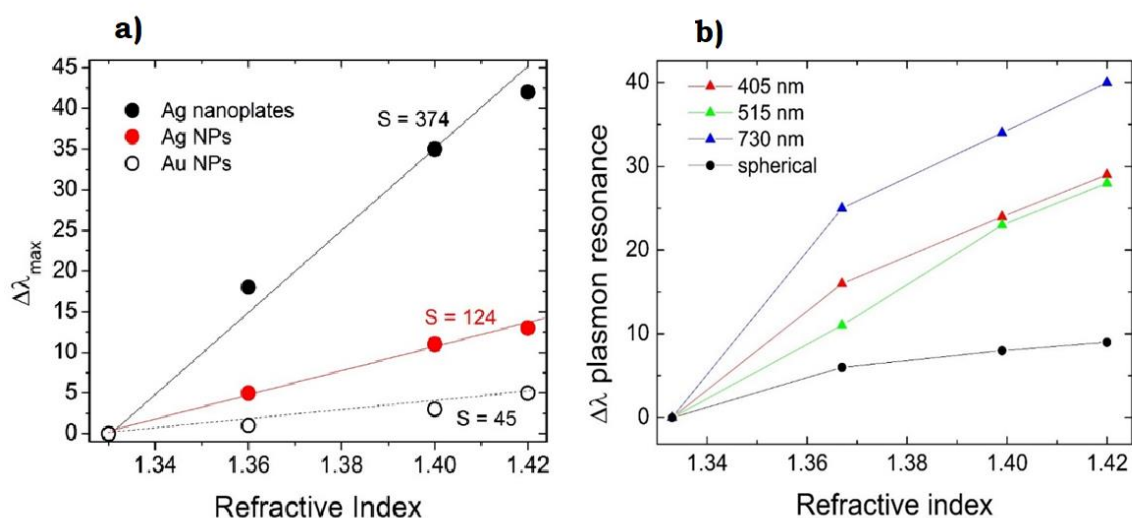 a)
45
40
35
30
25
20
15
10
5
0
Δλmax
Ag nanoplates
Ag NPs
Au NPs
S = 374
S = 124
S = 45
1.34 1.36 1.38 1.40 1.42
Refractive Index
b)
40
30
20
10
0
Δλ plasmon resonance
405 nm
515 nm
730 nm
spherical
1.34 1.36 1.38 1.40 1.42
Refractive index